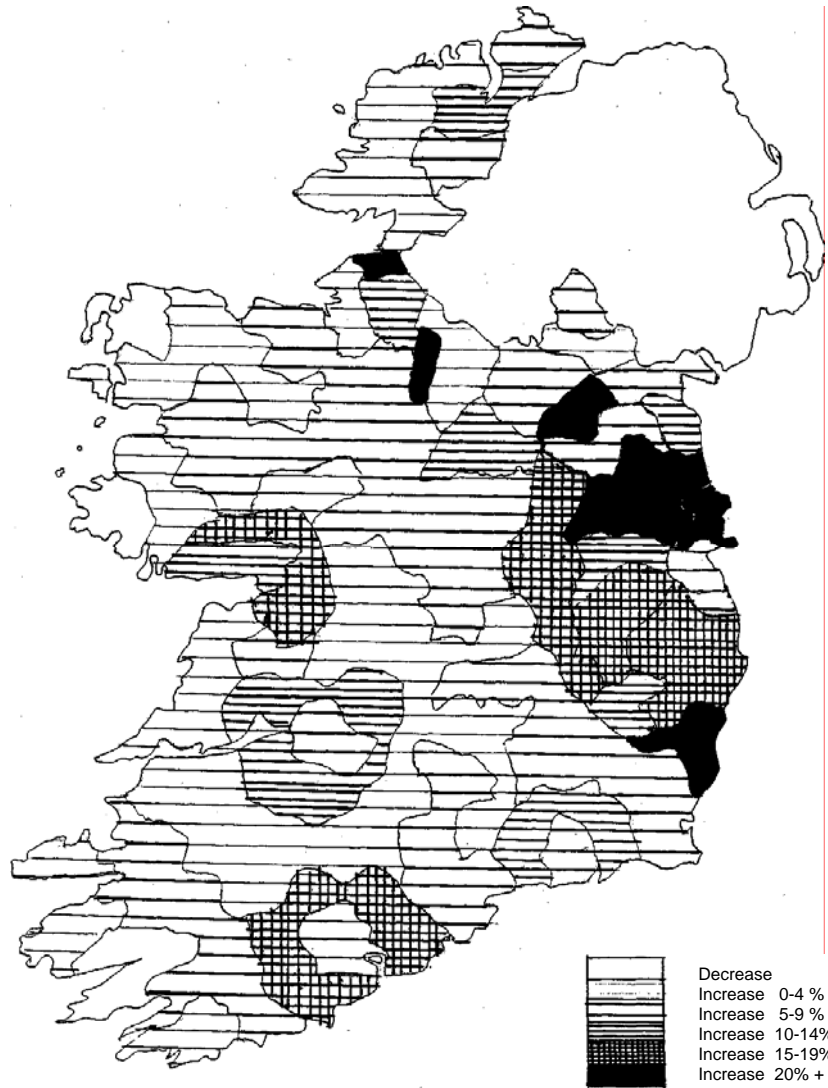 Decrease
Increase 0-4 %
Increase 5-9 %
Increase 10-14%
Increase 15-19%
Increase 20% +